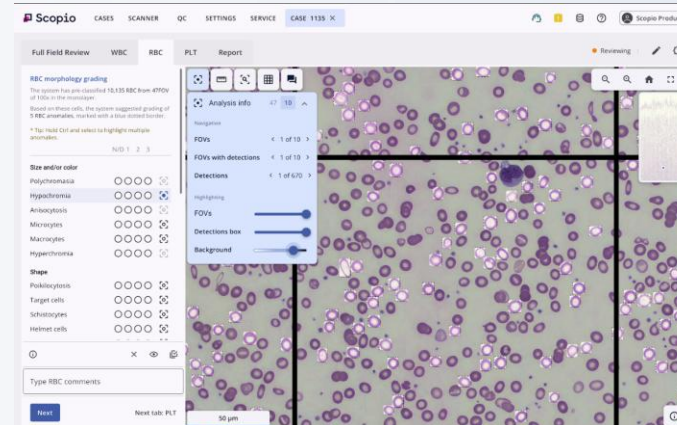 Scopio
CASES SCANNER QC SETTINGS SERVICE CASE 1135 ×
Scopio Produ
Full Field Review WBC RBC PLT Report
Reviewing
RBC morphology grading
The system has pre-classified 10,135 RBC from 47FOV
of 100x in the monolayer
Based on these cells, the system suggested grading of
5 RBC anomalies, marked with a blue dotted border.
* Tip: Hold Ctrl and select to highlight multiple
anomalies.
N/D 1 2 3
Size and/or color
Polychromasia
Hypochromia
Anisocytosis
Microcytes
Macrocytes
Hyperchromia
Shape
Poikilocytosis
Target cells
Schistocytes
Helmet cells
Type RBC comments
Next
Next tab: PLT
Analysis info 47 10
Navigation
FOVs < 1 of 10 >
FOVs with detections < 1 of 10 >
Detections < 1 of 670 >
Highlighting
FOVs
Detections box
Background
50 μm